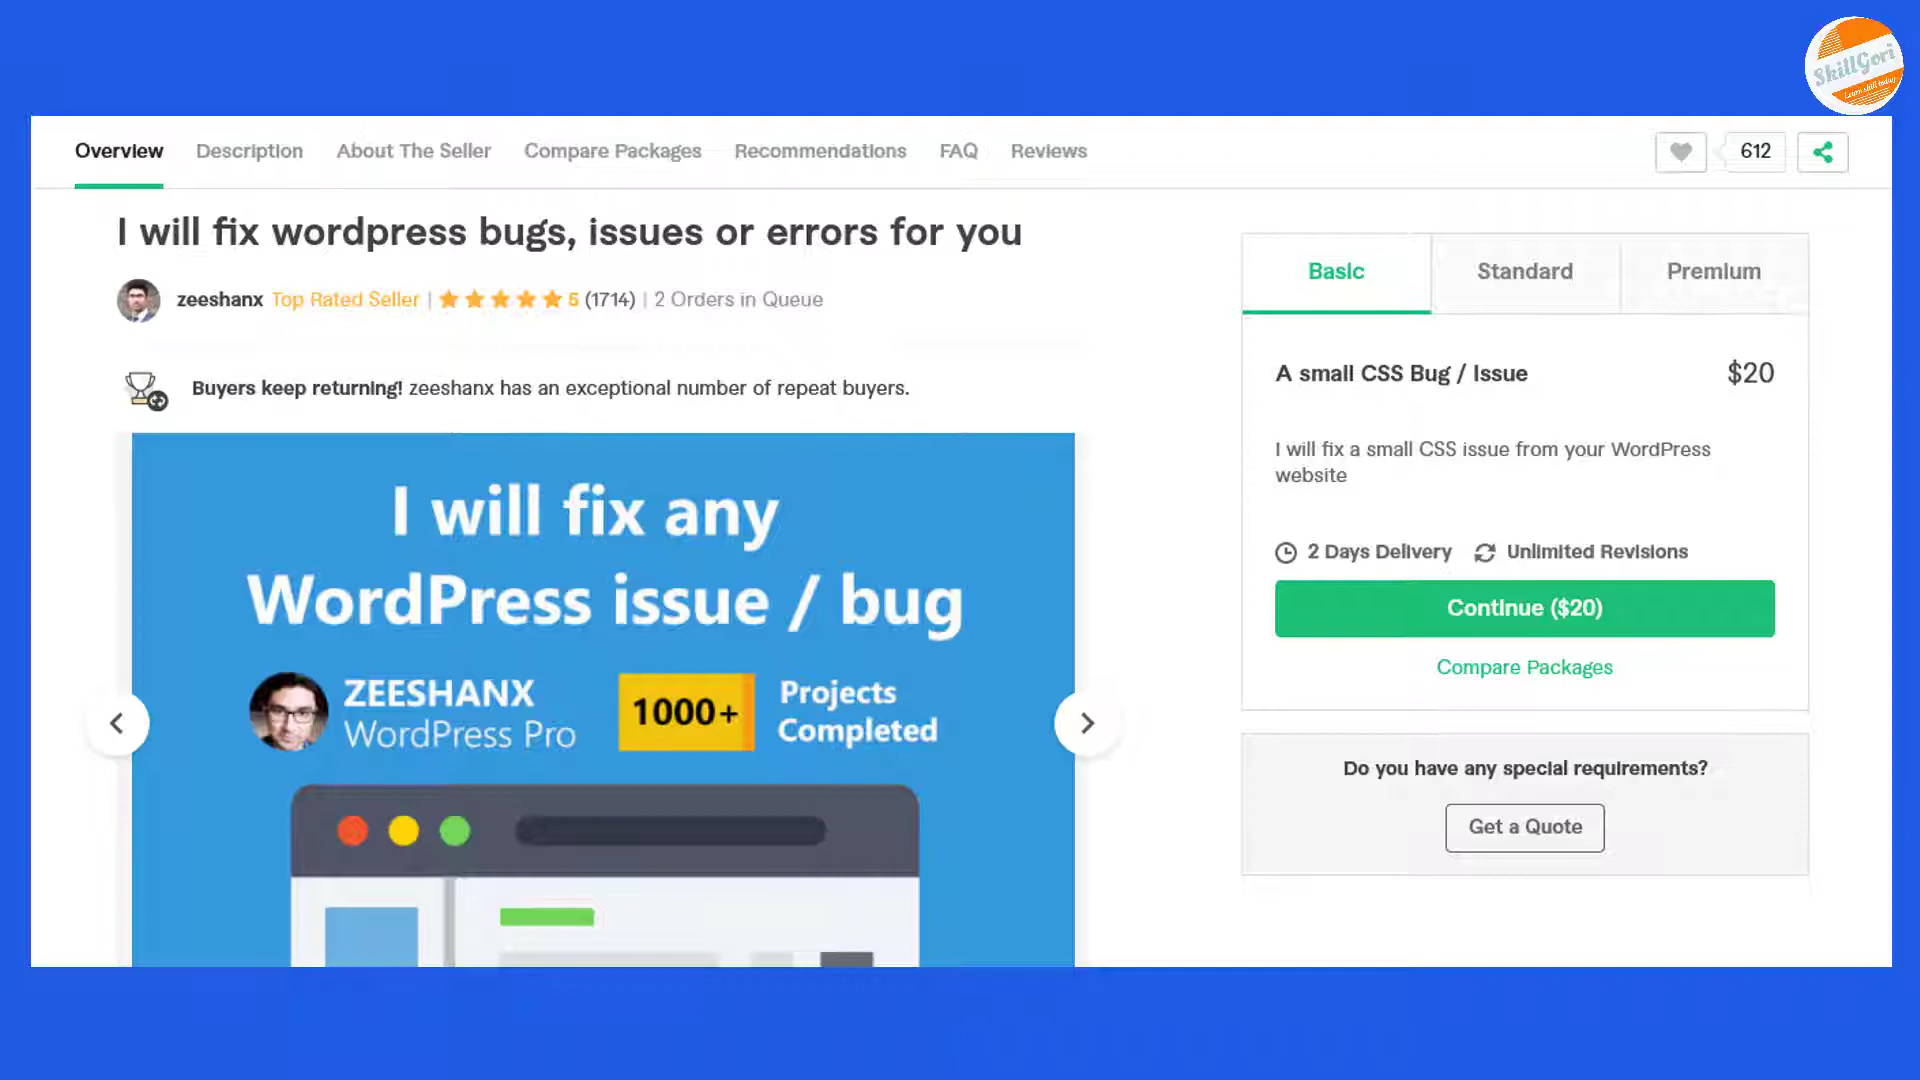 SkillGori
Learn skill today
Overview Description About The Seller Compare Packages Recommendations FAQ Reviews 612
I will fix wordpress bugs, issues or errors for you
zeeshanx Top Rated Seller | 5 (1714) | 2 Orders in Queue
Buyers keep returning! zeeshanx has an exceptional number of repeat buyers.
I will fix any
WordPress issue / bug
ZEESHANX
WordPress Pro
1000+
Projects
Completed
Basic Standard Premium
A small CSS Bug / Issue $20
I will fix a small CSS issue from your WordPress
website
2 Days Delivery Unlimited Revisions
Continue ($20)
Compare Packages
Do you have any special requirements?
Get a Quote